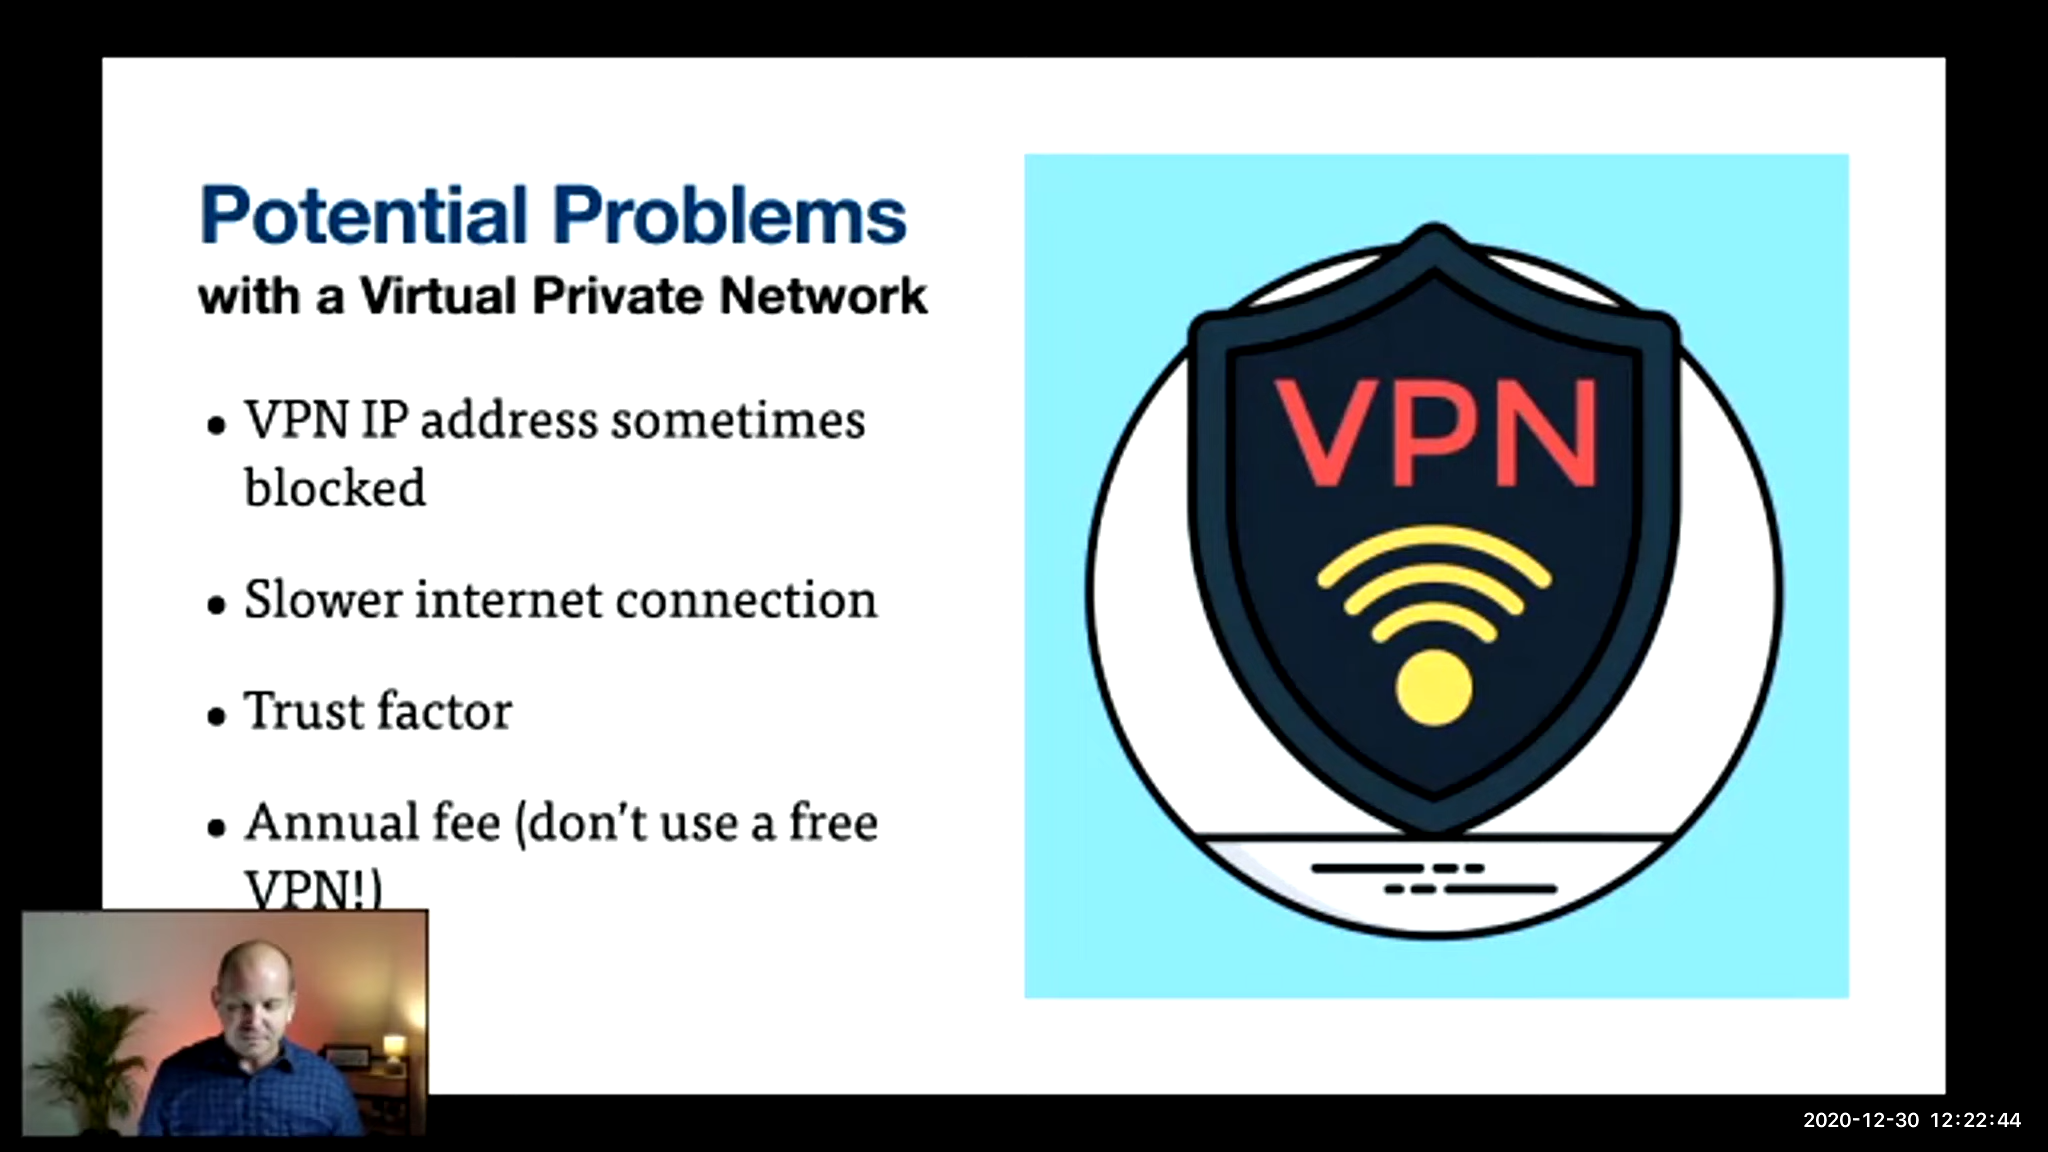 Potential Problems
with a Virtual Private Network
• VPN IP address sometimes
blocked
• Slower internet connection
• Trust factor
• Annual fee (don't use a free
VPN!)
VPN
2020-12-30 12:22:44